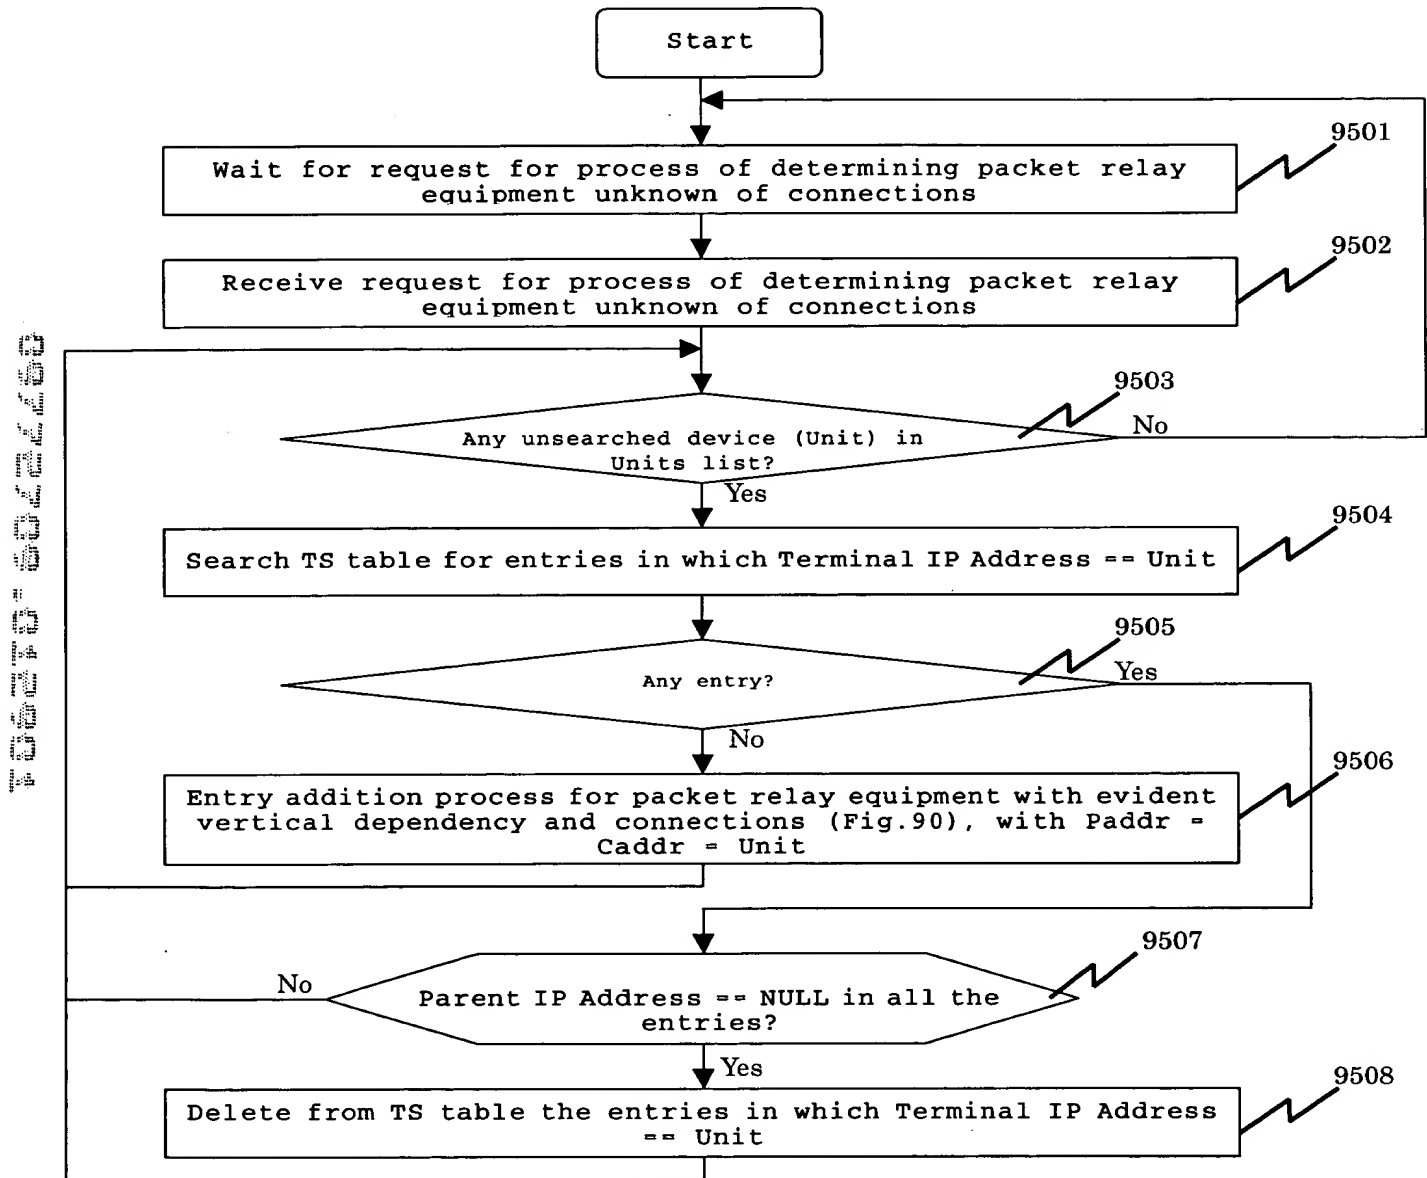 Start
9501
Wait for request for process of determining packet relay
equipment unknown of connections
9502
Receive request for process of determining packet relay
equipment unknown of connections
9503
Any unsearched device (Unit) in
Units list?
No
Yes
9504
Search TS table for entries in which Terminal IP Address == Unit
9505
Any entry?
Yes
No
9506
Entry addition process for packet relay equipment with evident
vertical dependency and connections (Fig.90), with Paddr =
Caddr = Unit
9507
No
Parent IP Address == NULL in all the
entries?
Yes
9508
Delete from TS table the entries in which Terminal IP Address
== Unit